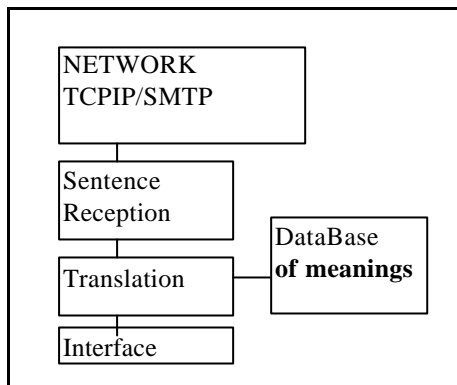 NETWORK
TCPIP/SMTP
Sentence
Reception
DataBase
of meanings
Translation
Interface